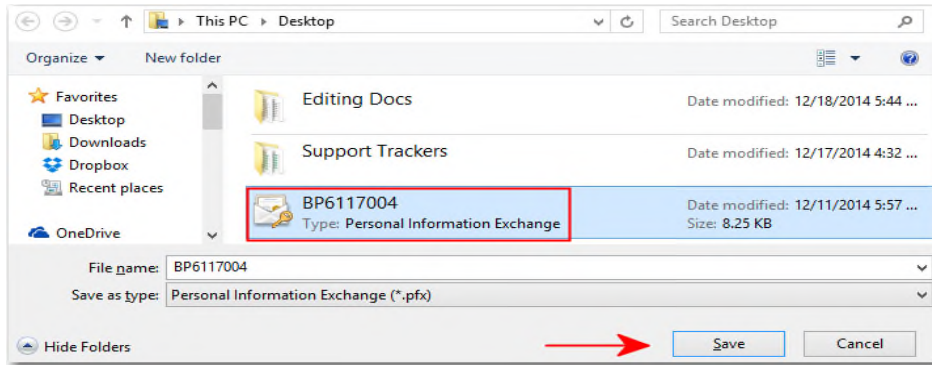 This PC Desktop Search Desktop
Organize New folder
Favorites
Desktop
Downloads
Dropbox
Recent places
OneDrive
Editing Docs Date modified: 12/18/2014 5:44 ...
Support Trackers Date modified: 12/17/2014 4:32 ...
BP6117004 Date modified: 12/11/2014 5:57 ...
Type: Personal Information Exchange Size: 8.25 KB
File name: BP6117004
Save as type: Personal Information Exchange (*.pfx)
Hide Folders Save Cancel